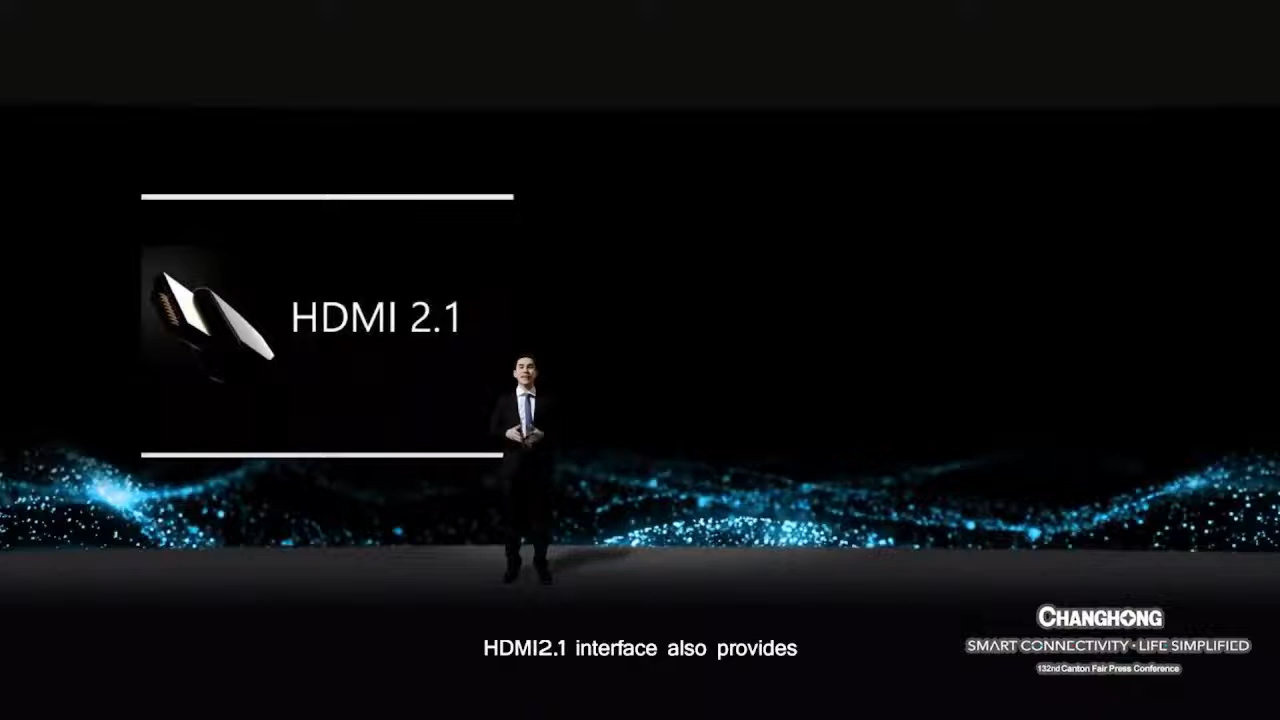 HDMI 2.1
HDMI2.1 interface also provides
CHANGHONG
SMART CONNECTIVITY · LIFE SIMPLIFIED
132nd Canton Fair Press Conference